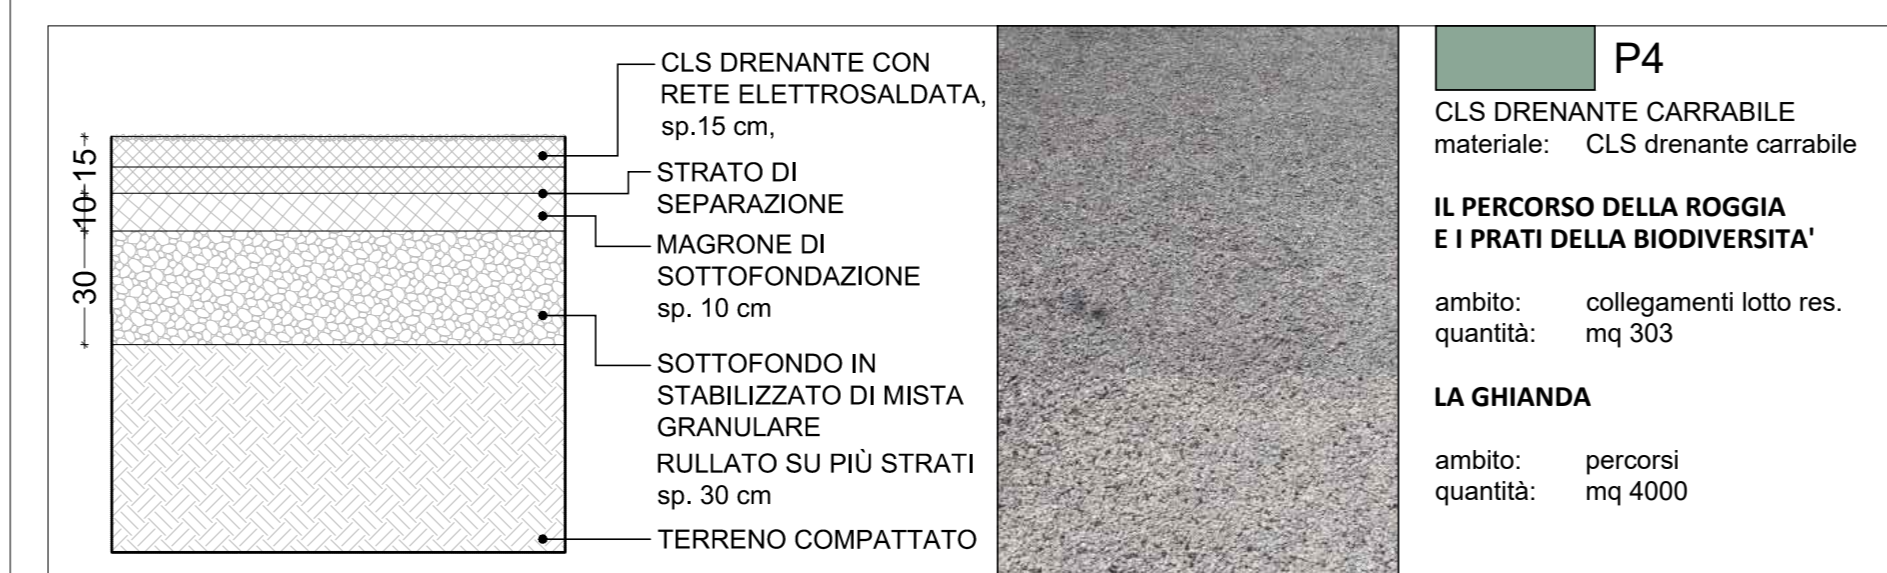 15
10
30
CLS DRENANTE CON
RETE ELETTROSALDATA,
sp.15 cm,
STRATO DI
SEPARAZIONE
MAGRONE DI
SOTTOFONDAZIONE
sp. 10 cm
SOTTOFONDO IN
STABILIZZATO DI MISTA
GRANULARE
RULLATO SU PIÙ STRATI
sp. 30 cm
TERRENO COMPATTATO
P4
CLS DRENANTE CARRABILE
materiale: CLS drenante carrabile
IL PERCORSO DELLA ROGGIA
E I PRATI DELLA BIODIVERSITA'
ambito: collegamenti lotto res.
quantità: mq 303
LA GHIANDA
ambito: percorsi
quantità: mq 4000